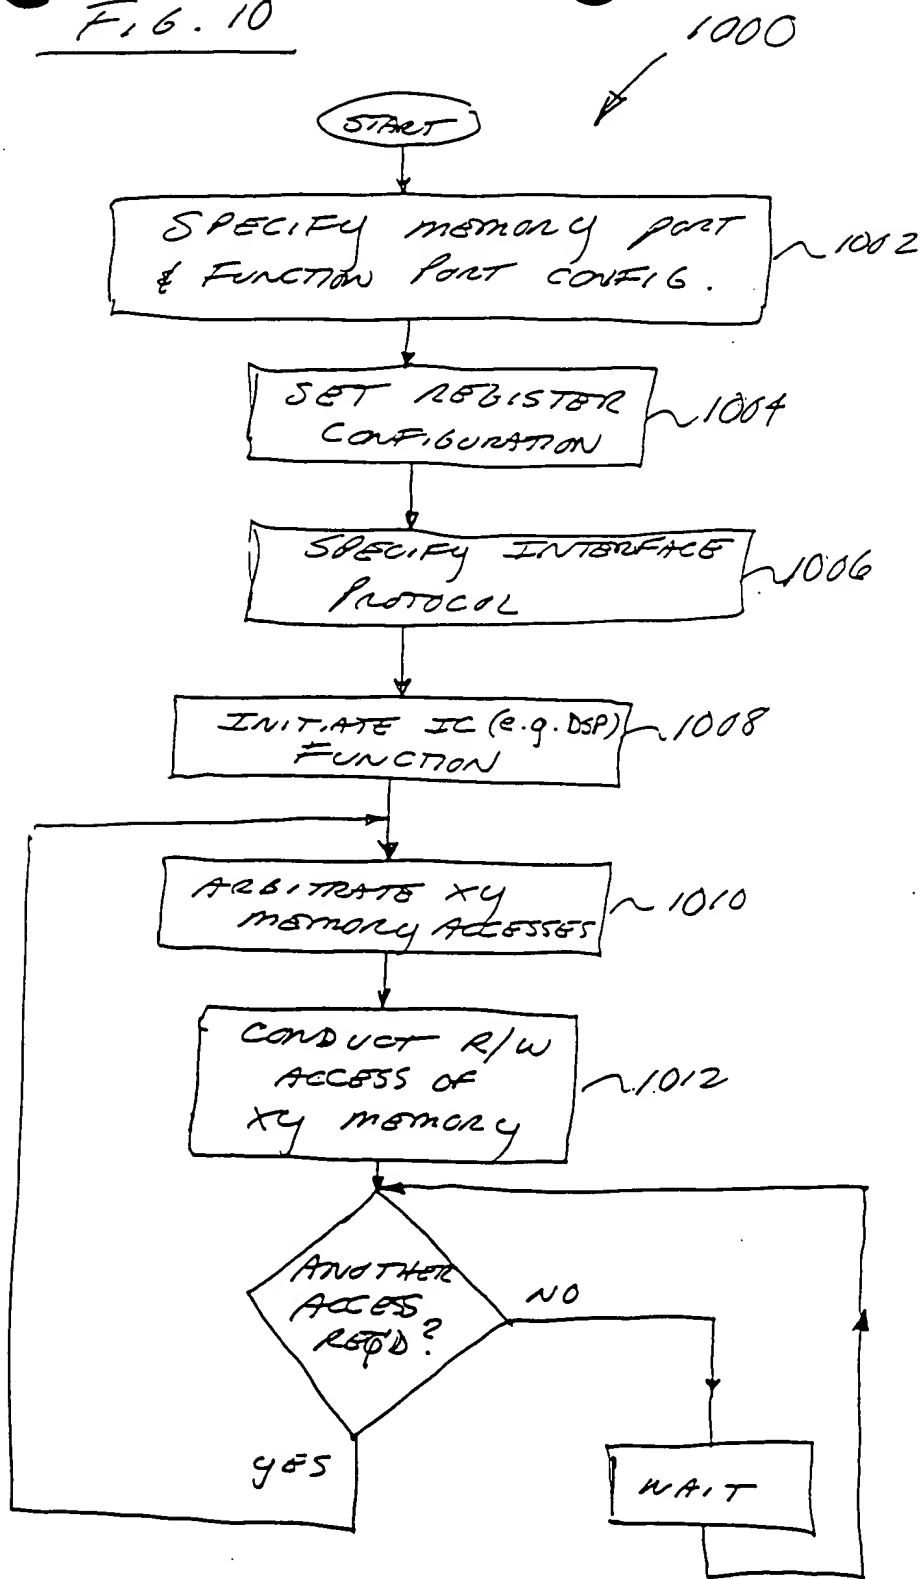 FIG. 10
1000
START
SPECIFY MEMORY PORT
& FUNCTION PORT CONFIG.
1002
SET REGISTER
CONFIGURATION
1004
SPECIFY INTERFACE
PROTOCOL
1006
INITIATE IC (e.g. DSP)
FUNCTION
1008
ARBITRATE XY
MEMORY ACCESSES
1010
CONDUCT R/W
ACCESS OF
XY MEMORY
1012
ANOTHER
ACCESS
REQ'D?
NO
YES
WAIT